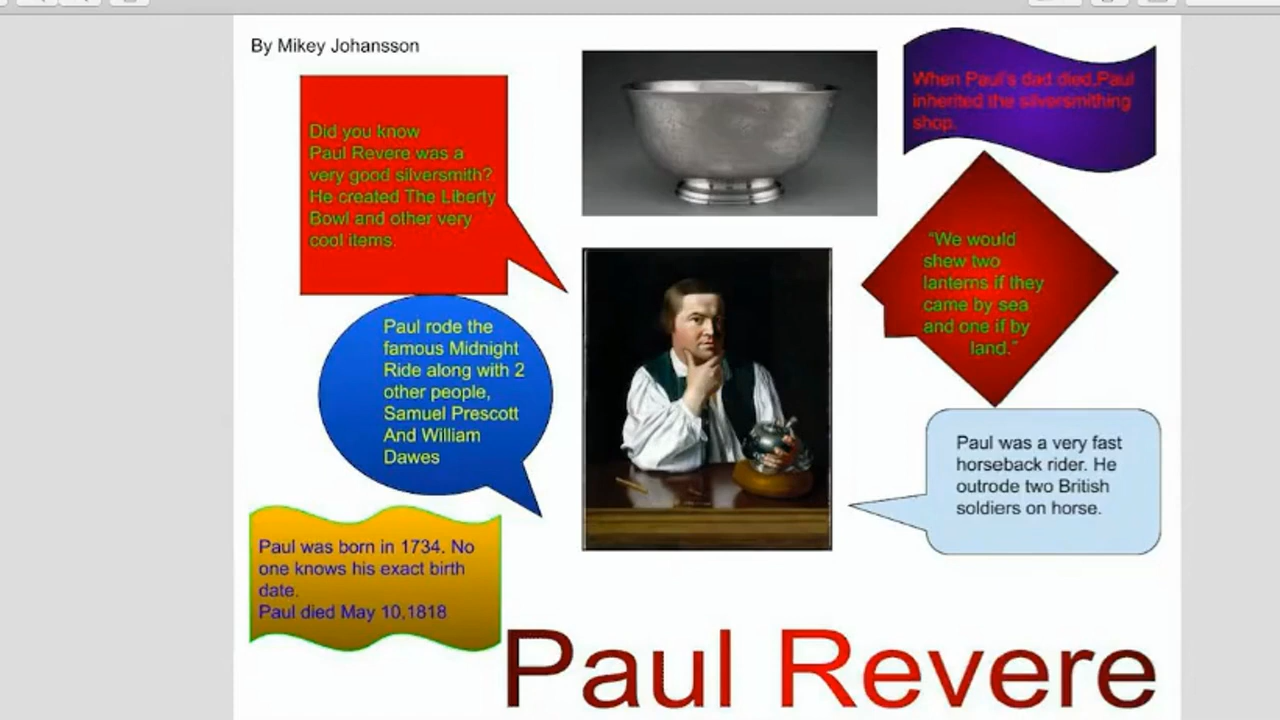 By Mikey Johansson
Did you know
Paul Revere was a
very good silversmith?
He created The Liberty
Bowl and other very
cool items.
When Paul's dad died,Paul
inherited the silversmithing
shop.
"We would
shew two
lanterns if they
came by sea
and one if by
land."
Paul rode the
famous Midnight
Ride along with 2
other people,
Samuel Prescott
And William
Dawes
Paul was a very fast
horseback rider. He
outrode two British
soldiers on horse.
Paul was born in 1734. No
one knows his exact birth
date.
Paul died May 10,1818
Paul Revere